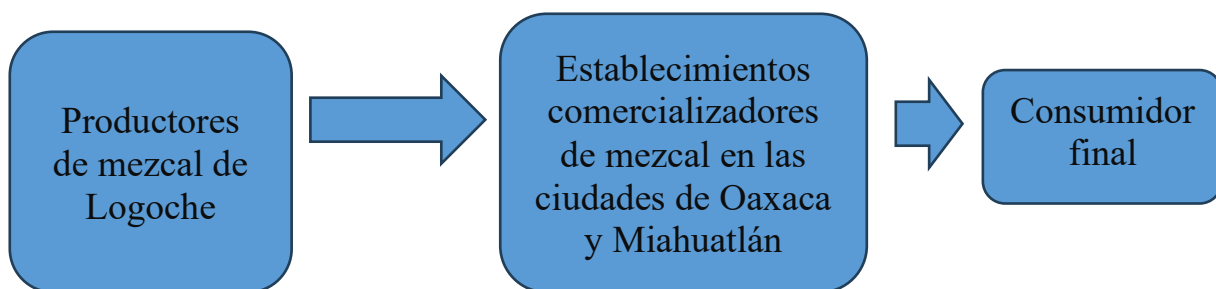 Productores
de mezcal de
Logoche
Establecimientos
comercializadores
de mezcal en las
ciudades de Oaxaca
y Miahuatlán
Consumidor
final